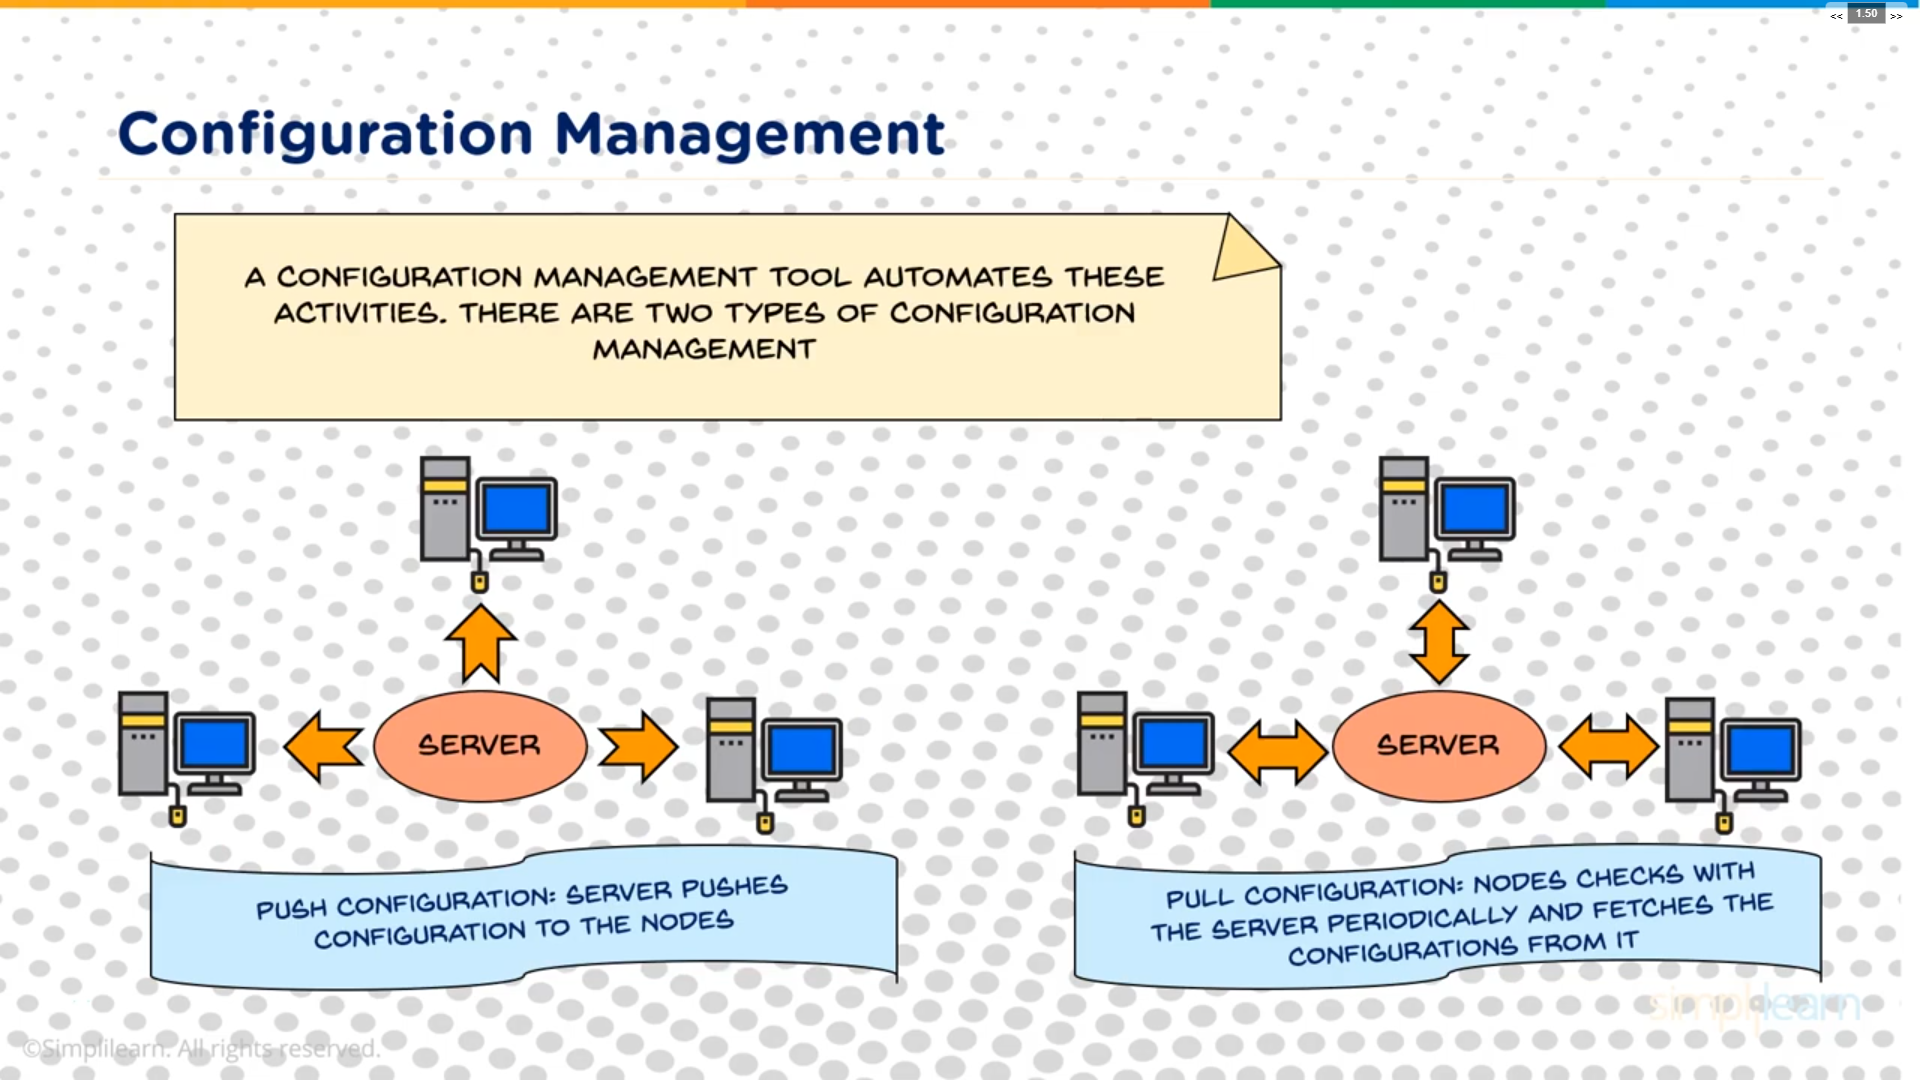 << 1.50 >>
Configuration Management
A CONFIGURATION MANAGEMENT TOOL AUTOMATES THESE
ACTIVITIES. THERE ARE TWO TYPES OF CONFIGURATION
MANAGEMENT
SERVER
PUSH CONFIGURATION: SERVER PUSHES
CONFIGURATION TO THE NODES
SERVER
PULL CONFIGURATION: NODES CHECKS WITH
THE SERVER PERIODICALLY AND FETCHES THE
CONFIGURATIONS FROM IT
simplilearn
©Simplilearn. All rights reserved.